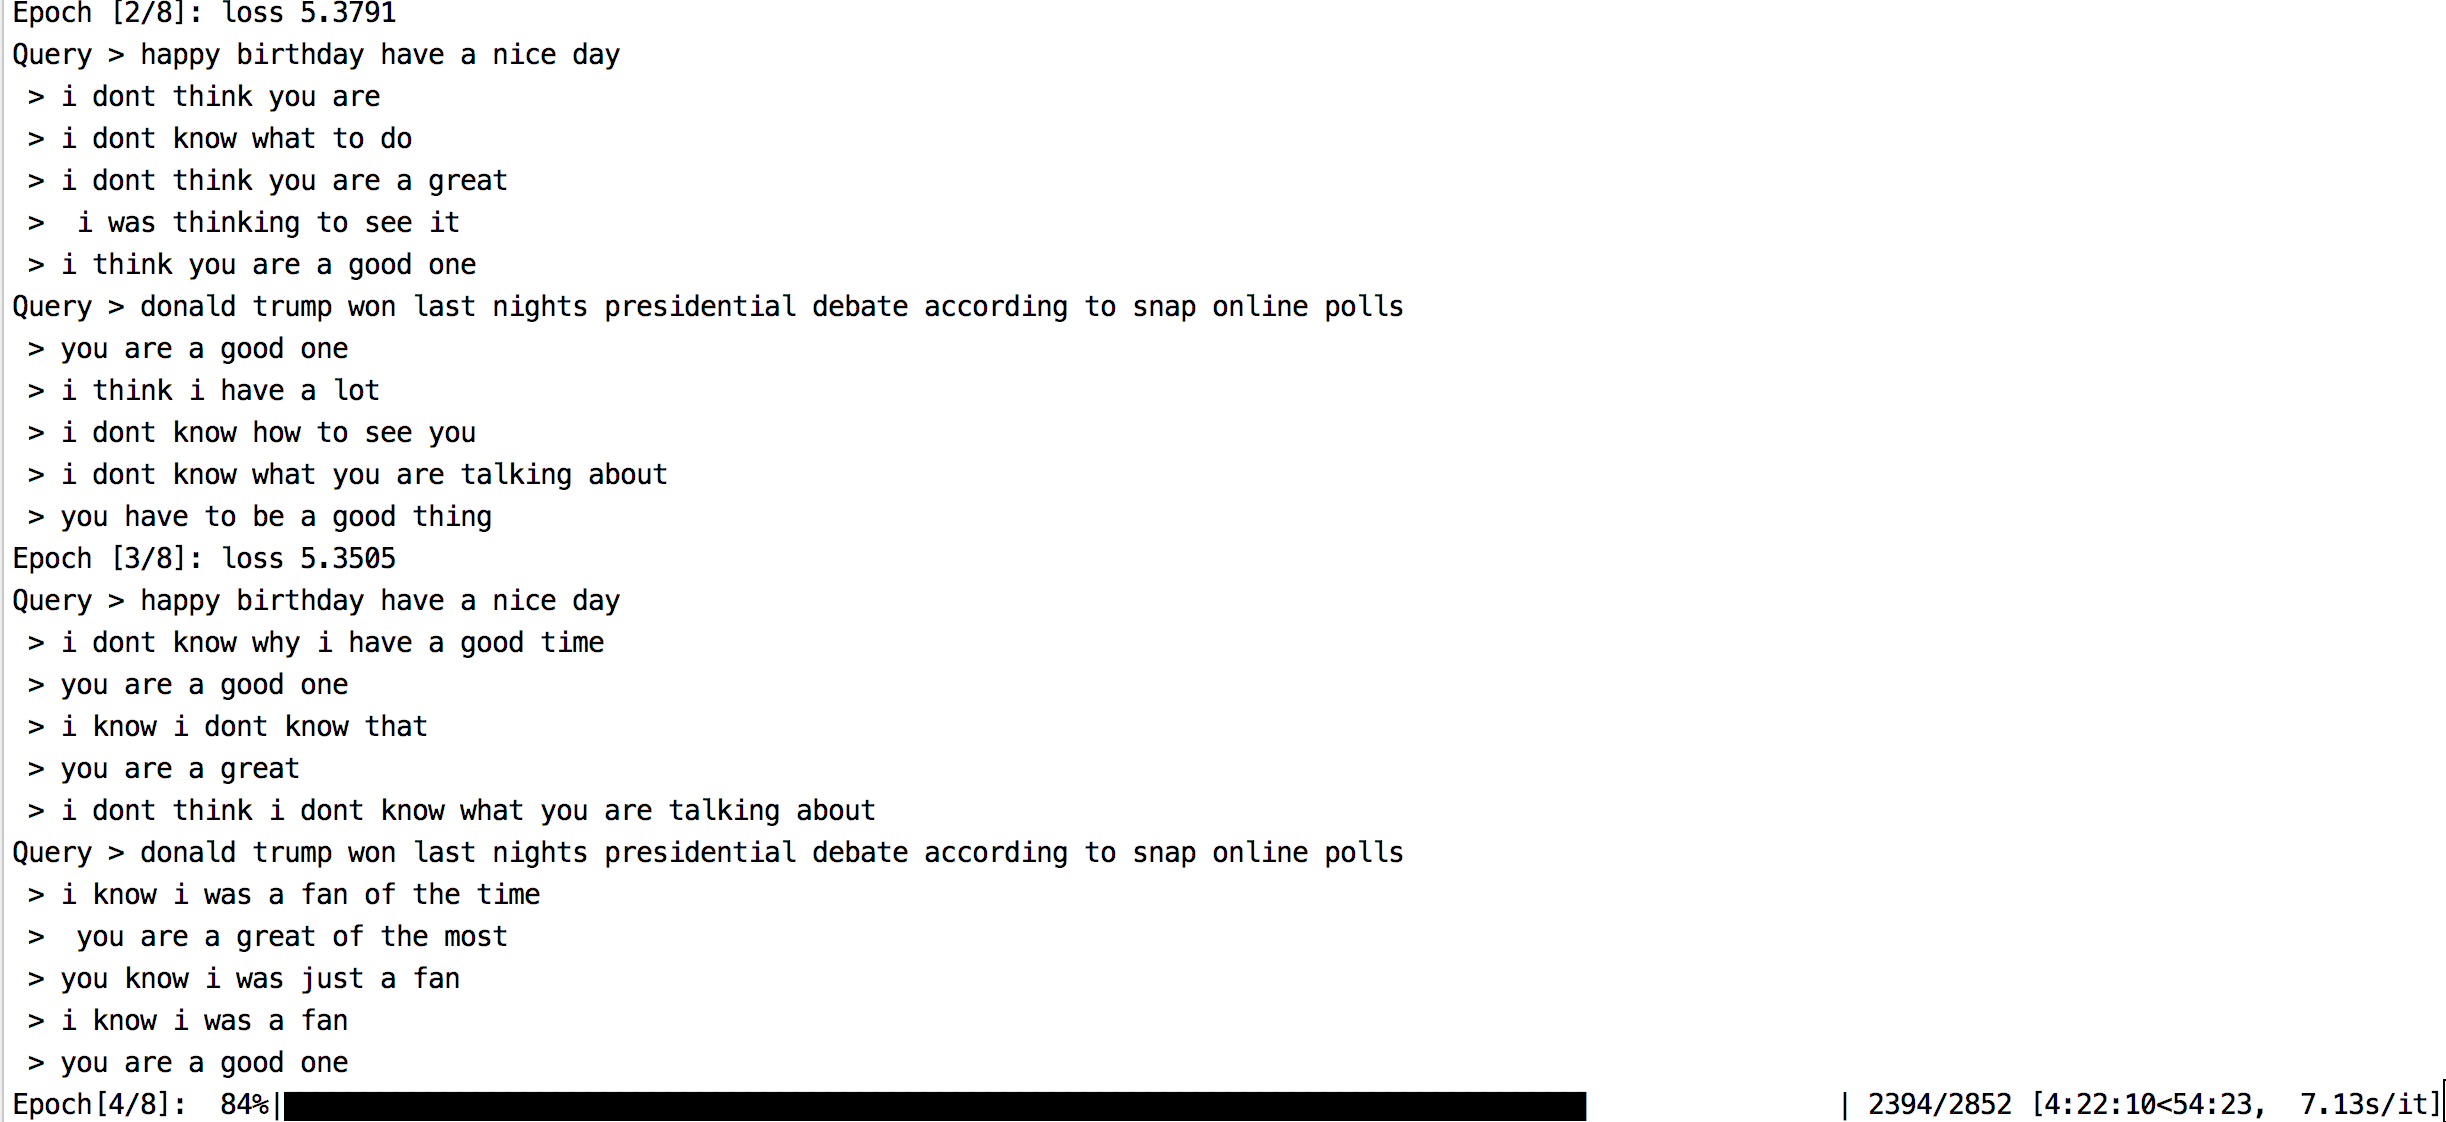 Epoch [2/8]: loss 5.3791
Query > happy birthday have a nice day
 > i dont think you are
 > i dont know what to do
 > i dont think you are a great
 >  i was thinking to see it
 > i think you are a good one
Query > donald trump won last nights presidential debate according to snap online polls
 > you are a good one
 > i think i have a lot
 > i dont know how to see you
 > i dont know what you are talking about
 > you have to be a good thing
Epoch [3/8]: loss 5.3505
Query > happy birthday have a nice day
 > i dont know why i have a good time
 > you are a good one
 > i know i dont know that
 > you are a great
 > i dont think i dont know what you are talking about
Query > donald trump won last nights presidential debate according to snap online polls
 > i know i was a fan of the time
 >  you are a great of the most
 > you know i was just a fan
 > i know i was a fan
 > you are a good one
Epoch[4/8]:  84%| | 2394/2852 [4:22:10<54:23,  7.13s/it]